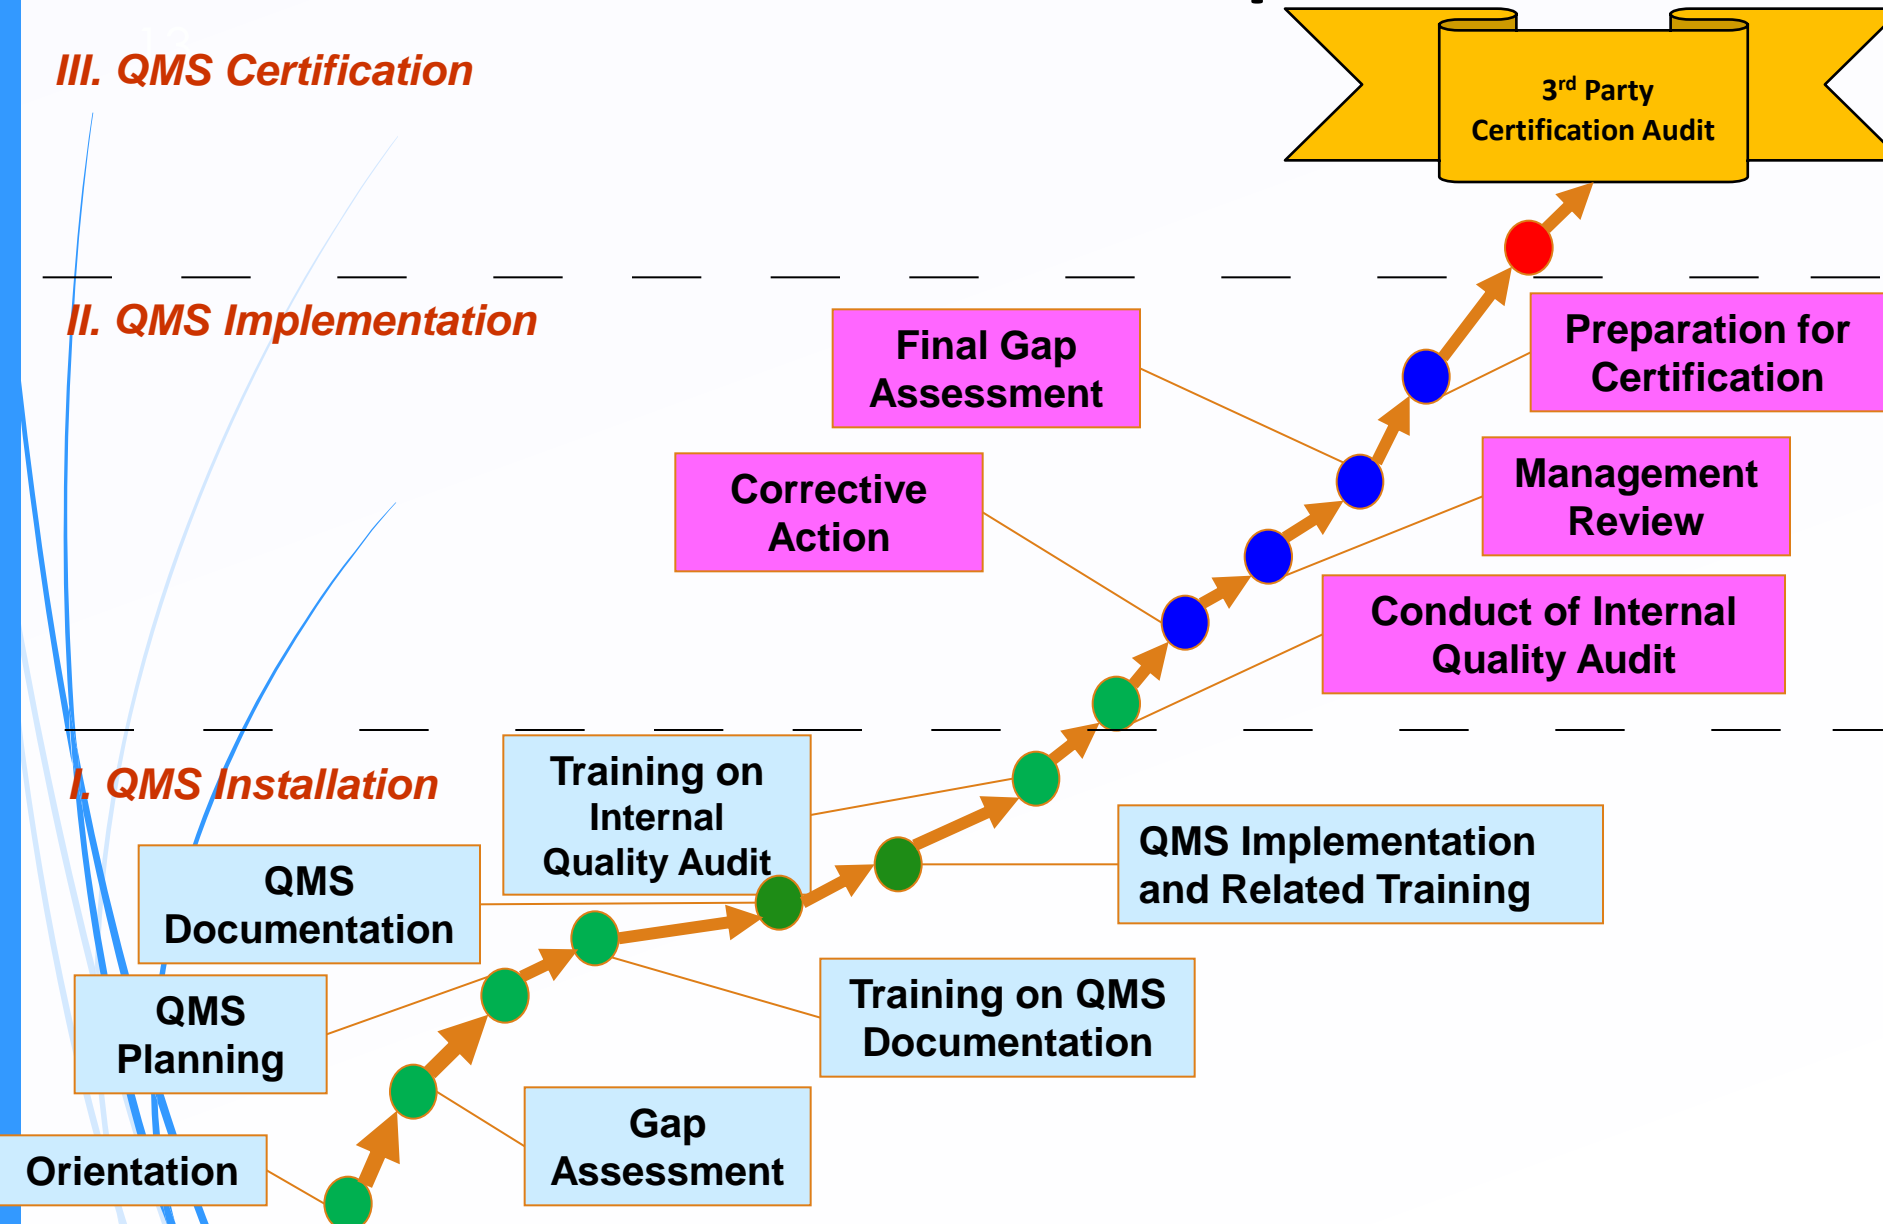 III. QMS Certification
3rd Party
Certification Audit
II. QMS Implementation
Final Gap
Assessment
Preparation for
Certification
Corrective
Action
Management
Review
Conduct of Internal
Quality Audit
I. QMS Installation
Training on
Internal
Quality Audit
QMS Implementation
and Related Training
QMS
Documentation
Training on QMS
Documentation
QMS
Planning
Gap
Assessment
Orientation